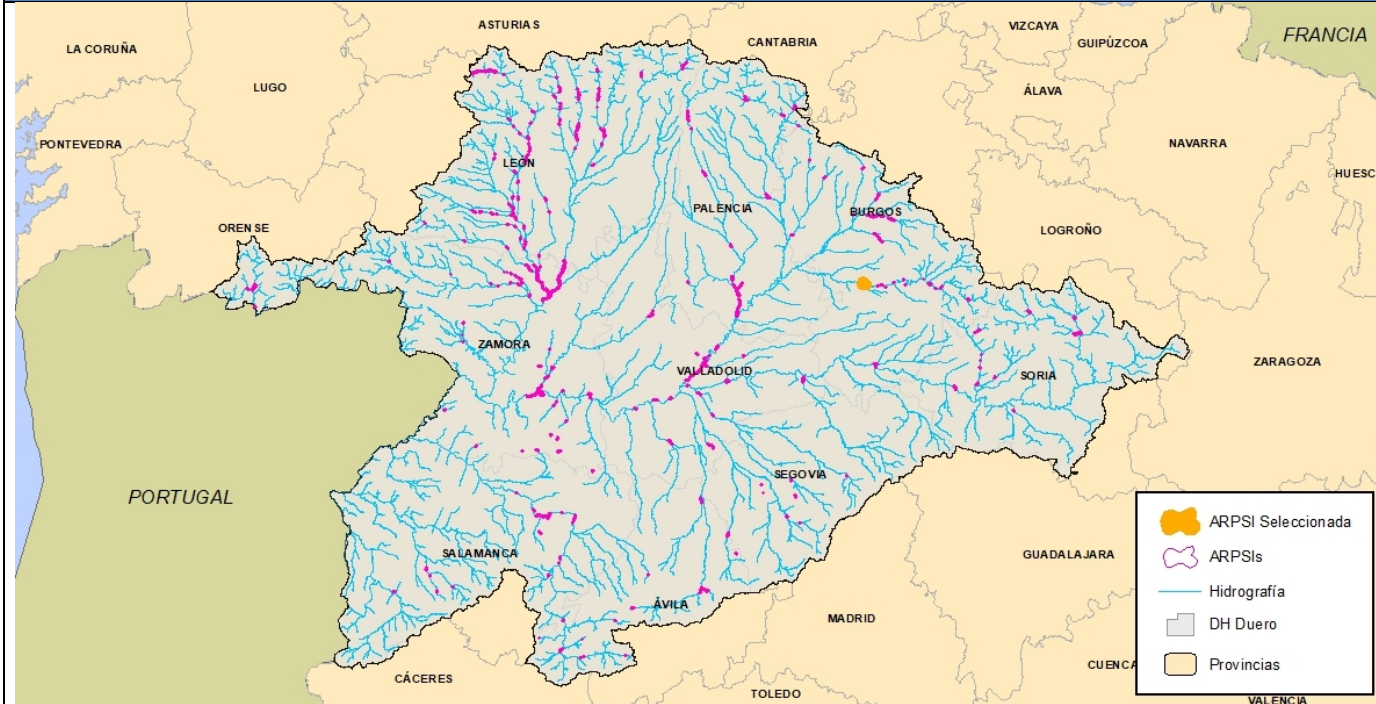 ASTURIAS
VIZCAYA
FRANCIA
LA CORUÑA
CANTABRIA
GUIPÚZCOA
LUGO
ÁLAVA
PONTEVEDRA
NAVARRA
LEÓN
HUESC
PALENCIA
BURGOS
ORENSE
LOGROÑO
ZAMORA
VALLADOLID
ZARAGOZA
SORIA
SEGOVIA
PORTUGAL
SALAMANCA
GUADALAJARA
ÁVILA
MADRID
CUENCA
CÁCERES
TOLEDO
VALENCIA
ARPSI Seleccionada
ARPSIs
Hidrografía
DH Duero
Provincias